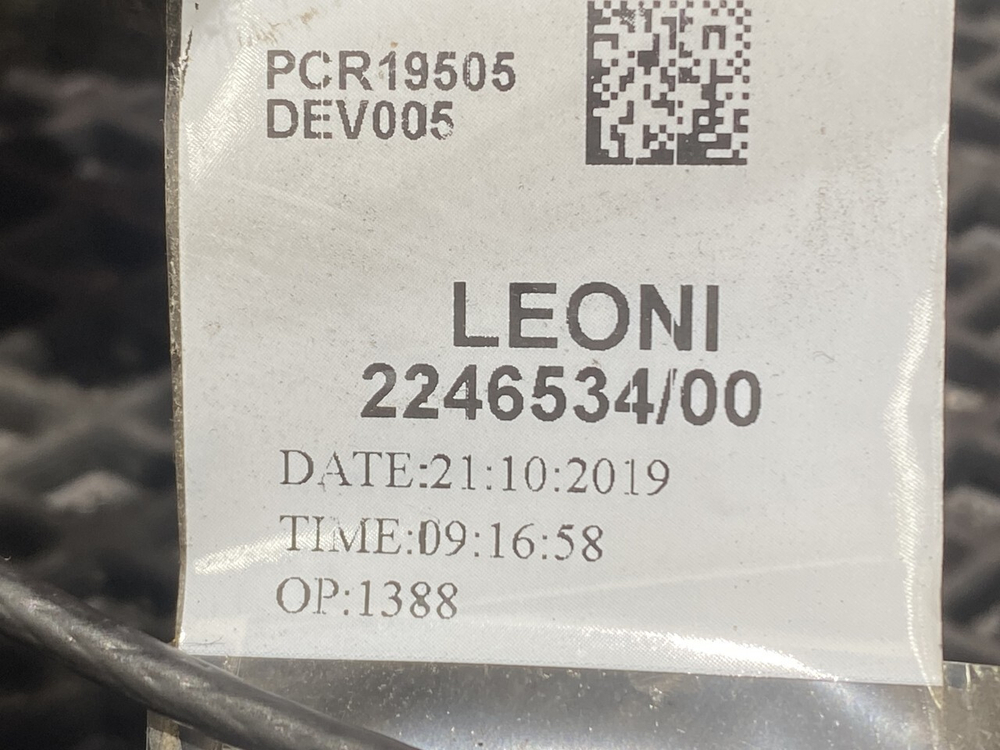 PCR19505
DEV005
LEONI
2246534/00
DATE:21:10:2019
TIME:09:16:58
OP:1388